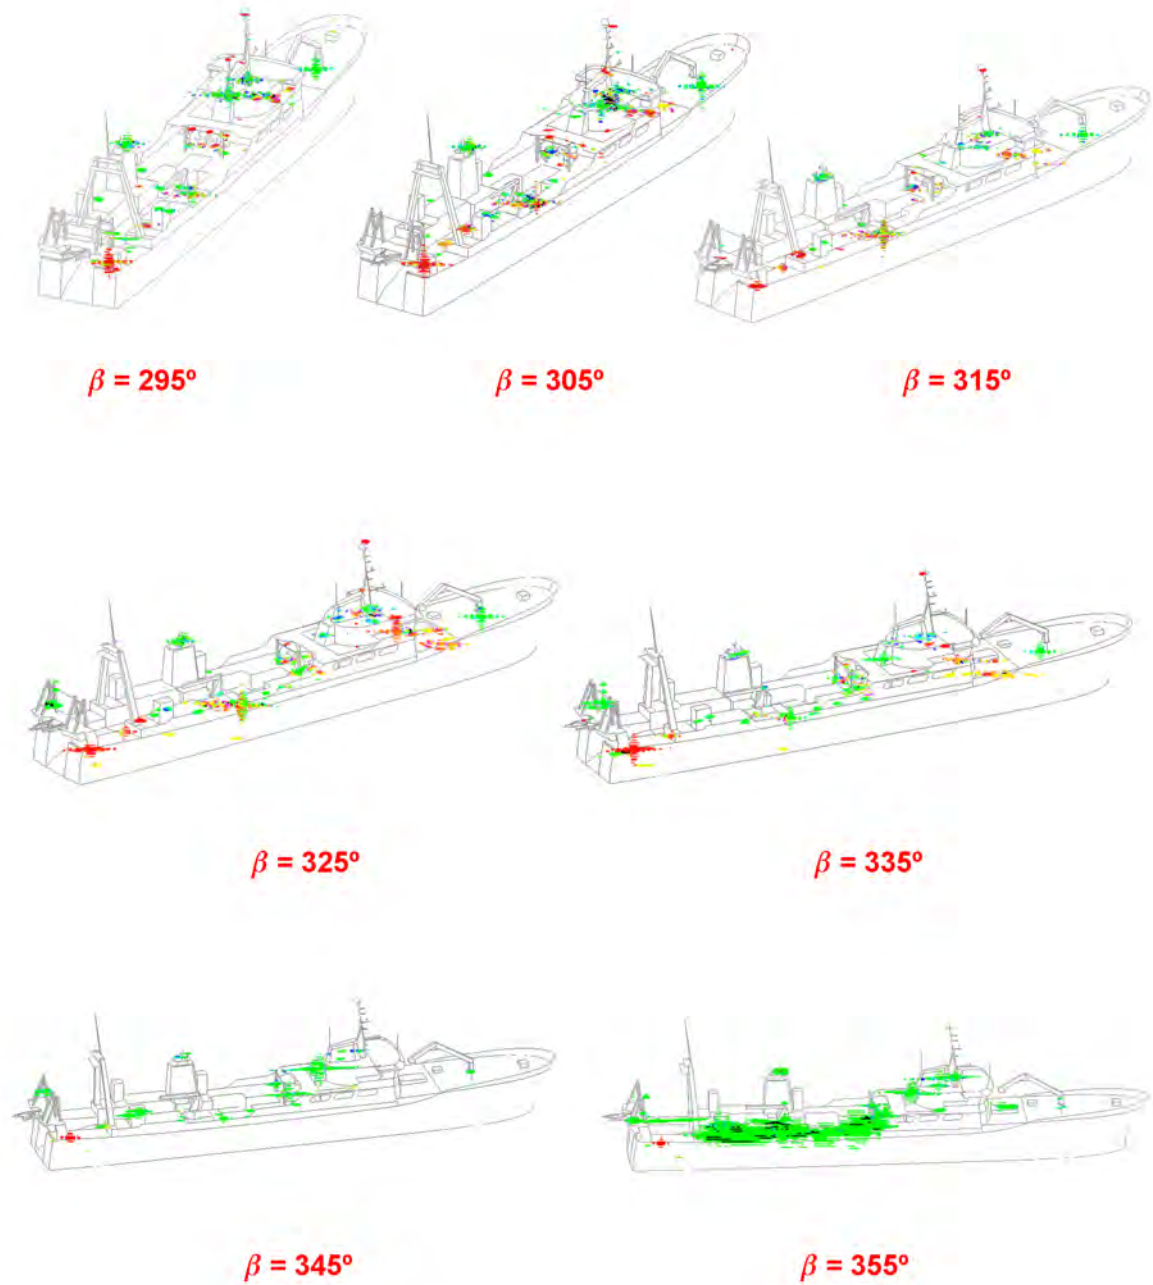 β = 295º
β = 305º
β = 315º
β = 325º
β = 335º
β = 345º
β = 355º